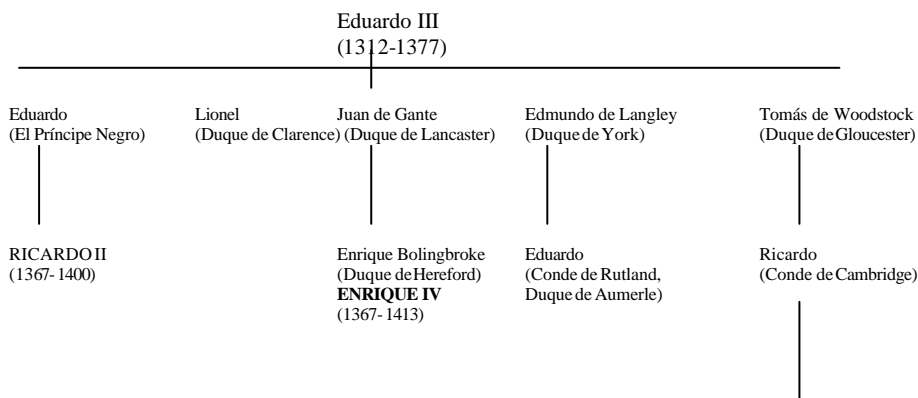 Eduardo III
(1312-1377)
Eduardo
(El Príncipe Negro)
Lionel
(Duque de Clarence)
Juan de Gante
(Duque de Lancaster)
Edmundo de Langley
(Duque de York)
Tomás de Woodstock
(Duque de Gloucester)
RICARDO II
(1367-1400)
Enrique Bolingbroke
(Duque de Hereford)
ENRIQUE IV
(1367-1413)
Eduardo
(Conde de Rutland,
Duque de Aumerle)
Ricardo
(Conde de Cambridge)